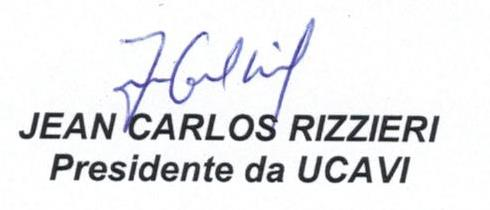 JEAN CARLOS RIZZIERI
Presidente da UCAVI